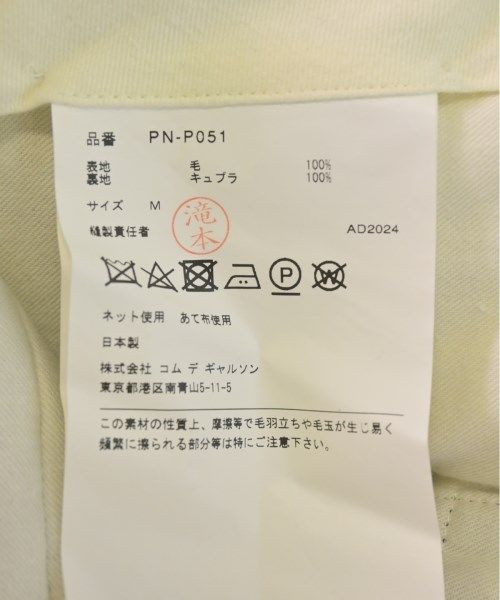 品番 PN-P051
表地 毛 100%
裏地 キュプラ 100%
サイズ M
滝本
縫製責任者 AD2024
P W
ネット使用 あて布使用
日本製
株式会社 コム デ ギャルソン
東京都港区南青山5-11-5
この素材の性質上、摩擦等で毛羽立ちや毛玉が生じ易く
頻繁に擦られる部分等は特にご注意下さい。